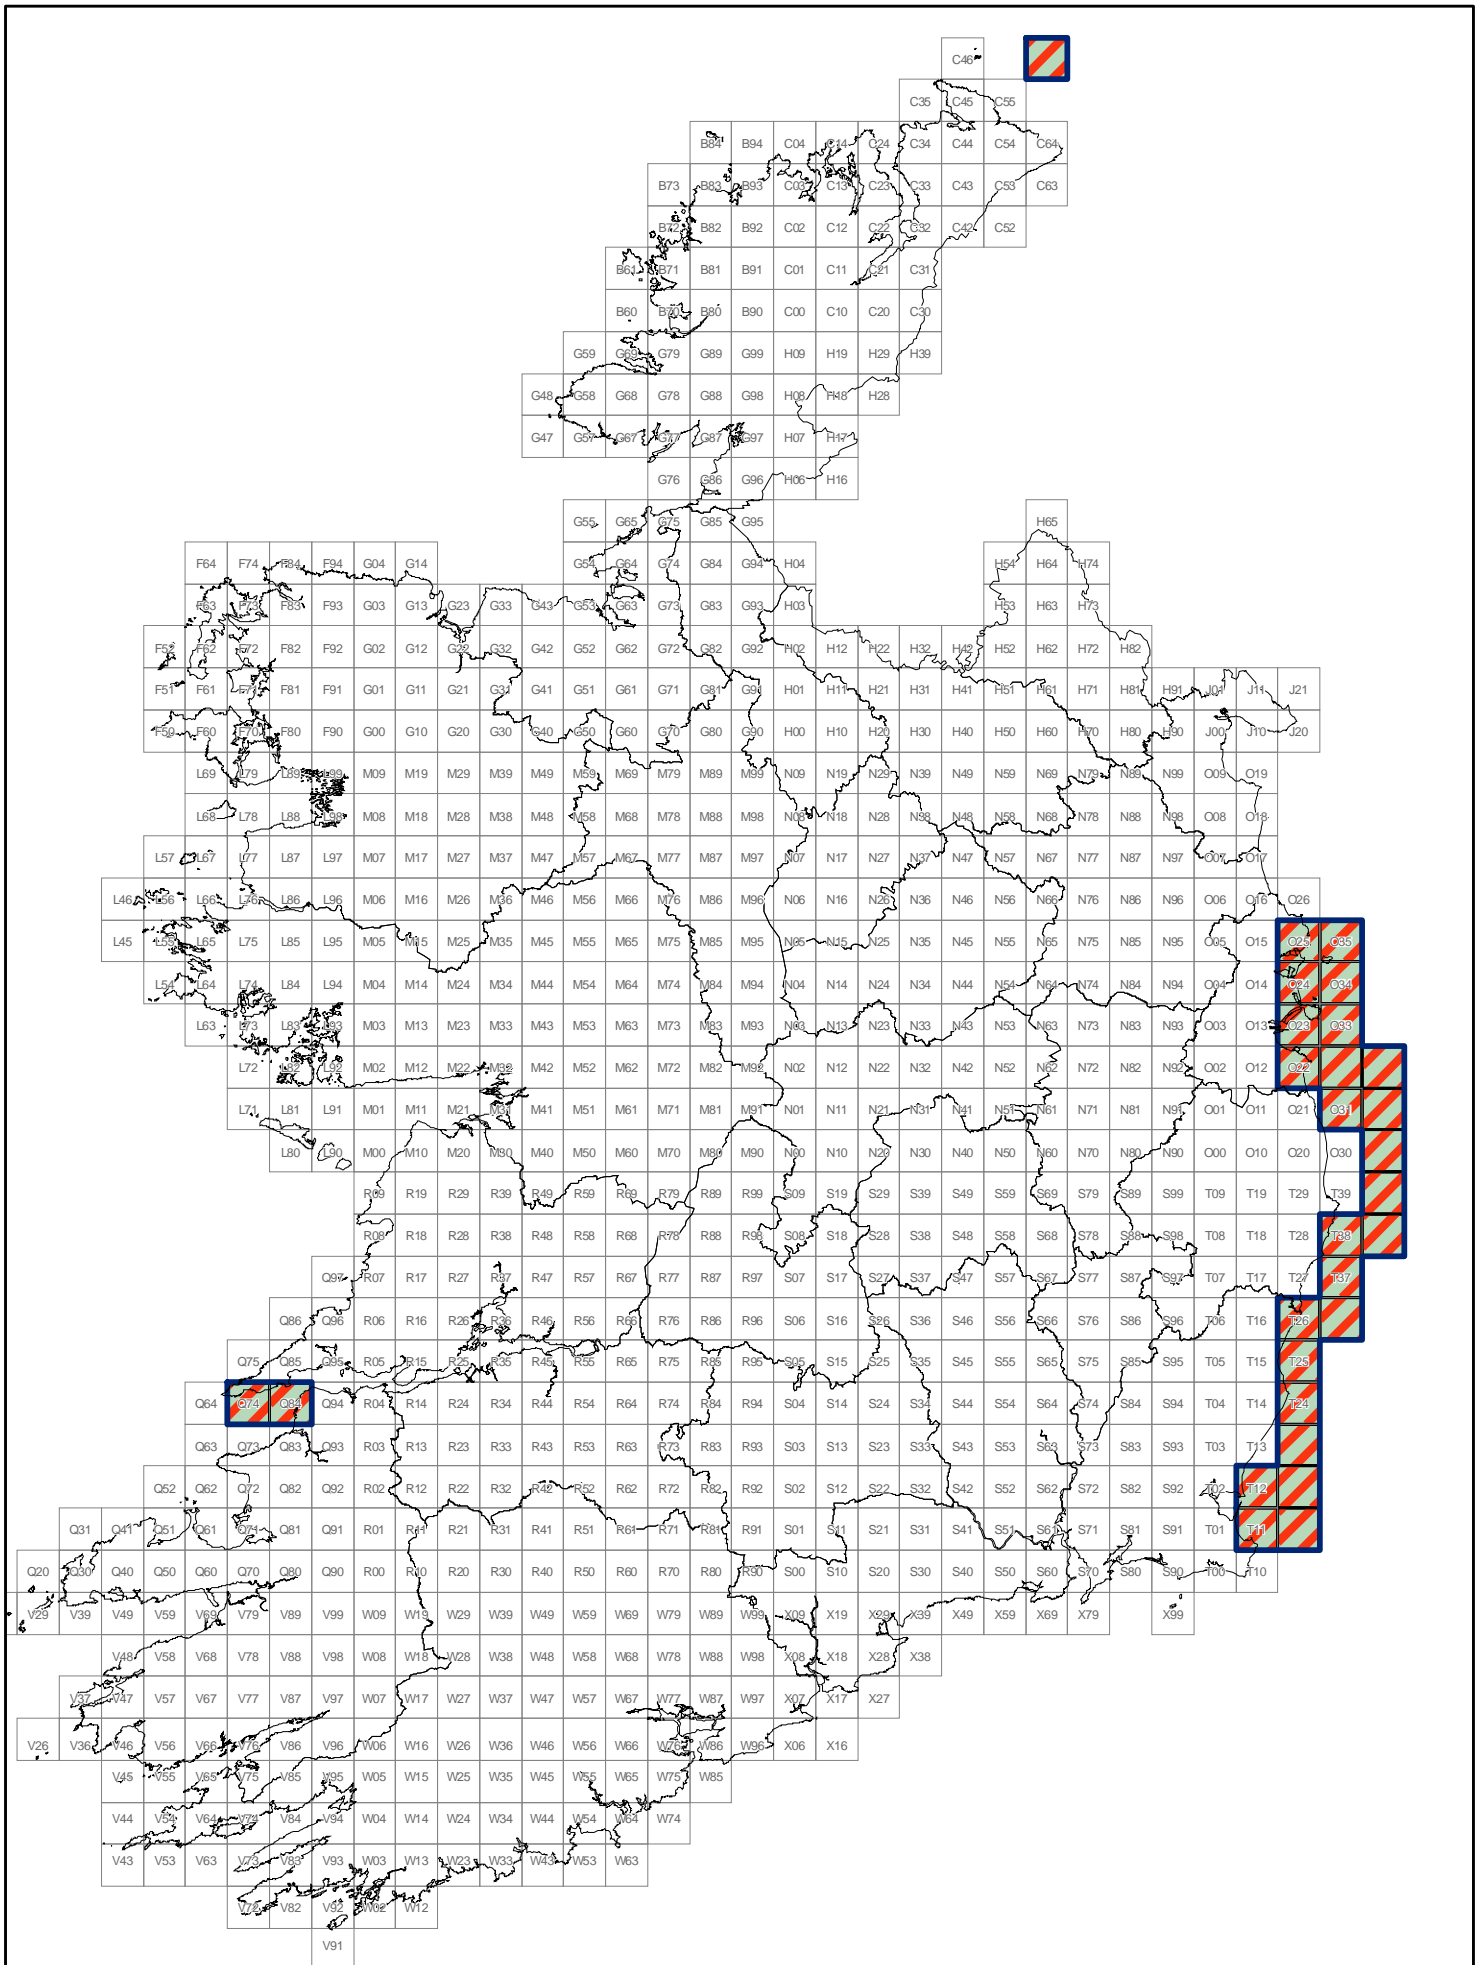 C46
C35 C45 C55
B84 B94 C04 C14 C24 C34 C44 C54 C64
B73 B83 B93 C03 C13 C23 C33 C43 C53 C63
B72 B82 B92 C02 C12 C22 C32 C42 C52
B61 B71 B81 B91 C01 C11 C21 C31
B60 B70 B80 B90 C00 C10 C20 C30
G59 G69 G79 G89 G99 H09 H19 H29 H39
G48 G58 G68 G78 G88 G98 H08 H18 H28
G47 G57 G67 G77 G87 G97 H07 H17
G76 G86 G96 H06 H16
G55 G65 G75 G85 G95 H65
F64 F74 F84 F94 G04 G14 G54 G64 G74 G84 G94 H04 H54 H64 H74
F63 F73 F83 F93 G03 G13 G23 G33 G43 G53 G63 G73 G83 G93 H03 H53 H63 H73
F52 F62 F72 F82 F92 G02 G12 G22 G32 G42 G52 G62 G72 G82 G92 H02 H12 H22 H32 H42 H52 H62 H72 H82
F51 F61 F71 F81 F91 G01 G11 G21 G31 G41 G51 G61 G71 G81 G91 H01 H11 H21 H31 H41 H51 H61 H71 H81 H91 J01 J11 J21
F50 F60 F70 F80 F90 G00 G10 G20 G30 G40 G50 G60 G70 G80 G90 H00 H10 H20 H30 H40 H50 H60 H70 H80 H90 J00 J10 J20
L69 L79 L89 L99 M09 M19 M29 M39 M49 M59 M69 M79 M89 M99 N09 N19 N29 N39 N49 N59 N69 N79 N89 N99 O09 O19
L68 L78 L88 L98 M08 M18 M28 M38 M48 M58 M68 M78 M88 M98 N08 N18 N28 N38 N48 N58 N68 N78 N88 N98 O08 O18
L57 L67 L77 L87 L97 M07 M17 M27 M37 M47 M57 M67 M77 M87 M97 N07 N17 N27 N37 N47 N57 N67 N77 N87 N97 O07 O17
L46 L56 L66 L76 L86 L96 M06 M16 M26 M36 M46 M56 M66 M76 M86 M96 N06 N16 N26 N36 N46 N56 N66 N76 N86 N96 O06 O16 O26
L45 L55 L65 L75 L85 L95 M05 M15 M25 M35 M45 M55 M65 M75 M85 M95 N05 N15 N25 N35 N45 N55 N65 N75 N85 N95 O05 O15 O25 O35
L54 L64 L74 L84 L94 M04 M14 M24 M34 M44 M54 M64 M74 M84 M94 N04 N14 N24 N34 N44 N54 N64 N74 N84 N94 O04 O14 O24 O34
L63 L73 L83 L93 M03 M13 M23 M33 M43 M53 M63 M73 M83 M93 N03 N13 N23 N33 N43 N53 N63 N73 N83 N93 O03 O13 O23 O33
L72 L82 L92 M02 M12 M22 M32 M42 M52 M62 M72 M82 M92 N02 N12 N22 N32 N42 N52 N62 N72 N82 N92 O02 O12 O22
L71 L81 L91 M01 M11 M21 M31 M41 M51 M61 M71 M81 M91 N01 N11 N21 N31 N41 N51 N61 N71 N81 N91 O01 O11 O21 O31
L80 L90 M00 M10 M20 M30 M40 M50 M60 M70 M80 M90 N00 N10 N20 N30 N40 N50 N60 N70 N80 N90 O00 O10 O20 O30
R09 R19 R29 R39 R49 R59 R69 R79 R89 R99 S09 S19 S29 S39 S49 S59 S69 S79 S89 S99 T09 T19 T29 T39
R08 R18 R28 R38 R48 R58 R68 R78 R88 R98 S08 S18 S28 S38 S48 S58 S68 S78 S88 S98 T08 T18 T28 T38
Q97 R07 R17 R27 R37 R47 R57 R67 R77 R87 R97 S07 S17 S27 S37 S47 S57 S67 S77 S87 S97 T07 T17 T27 T37
Q86 Q96 R06 R16 R26 R36 R46 R56 R66 R76 R86 R96 S06 S16 S26 S36 S46 S56 S66 S76 S86 S96 T06 T16 T26
Q75 Q85 Q95 R05 R15 R25 R35 R45 R55 R65 R75 R85 R95 S05 S15 S25 S35 S45 S55 S65 S75 S85 S95 T05 T15 T25
Q64 Q74 Q84 Q94 R04 R14 R24 R34 R44 R54 R64 R74 R84 R94 S04 S14 S24 S34 S44 S54 S64 S74 S84 S94 T04 T14 T24
Q63 Q73 Q83 Q93 R03 R13 R23 R33 R43 R53 R63 R73 R83 R93 S03 S13 S23 S33 S43 S53 S63 S73 S83 S93 T03 T13
Q52 Q62 Q72 Q82 Q92 R02 R12 R22 R32 R42 R52 R62 R72 R82 R92 S02 S12 S22 S32 S42 S52 S62 S72 S82 S92 T02 T12
Q31 Q41 Q51 Q61 Q71 Q81 Q91 R01 R11 R21 R31 R41 R51 R61 R71 R81 R91 S01 S11 S21 S31 S41 S51 S61 S71 S81 S91 T01 T11
Q20 Q30 Q40 Q50 Q60 Q70 Q80 Q90 R00 R10 R20 R30 R40 R50 R60 R70 R80 R90 S00 S10 S20 S30 S40 S50 S60 S70 S80 S90 T00 T10
V29 V39 V49 V59 V69 V79 V89 V99 W09 W19 W29 W39 W49 W59 W69 W79 W89 W99 X09 X19 X29 X39 X49 X59 X69 X79 X99
V48 V58 V68 V78 V88 V98 W08 W18 W28 W38 W48 W58 W68 W78 W88 W98 X08 X18 X28 X38
V37 V47 V57 V67 V77 V87 V97 W07 W17 W27 W37 W47 W57 W67 W77 W87 W97 X07 X17 X27
V26 V36 V46 V56 V66 V76 V86 V96 W06 W16 W26 W36 W46 W56 W66 W76 W86 W96 X06 X16
V45 V55 V65 V75 V85 V95 W05 W15 W25 W35 W45 W55 W65 W75 W85
V44 V54 V64 V74 V84 V94 W04 W14 W24 W34 W44 W54 W64 W74
V43 V53 V63 V73 V83 V93 W03 W13 W23 W33 W43 W53 W63
V72 V82 V92 W02 W12
V91